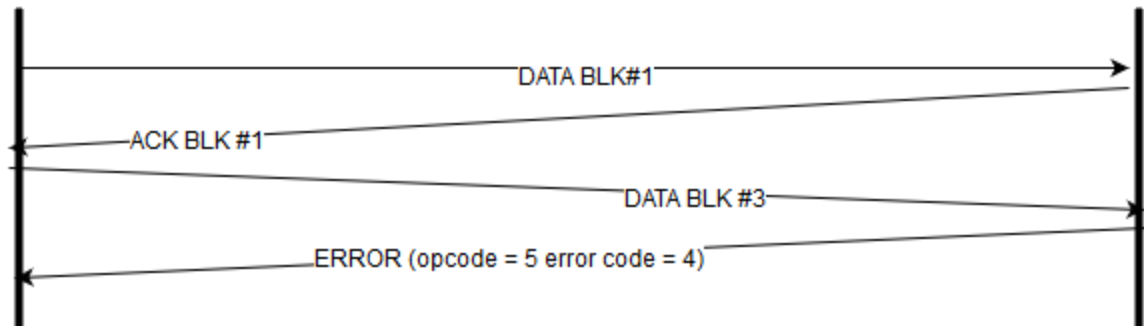 DATA BLK#1
ACK BLK #1
DATA BLK #3
ERROR (opcode = 5 error code = 4)